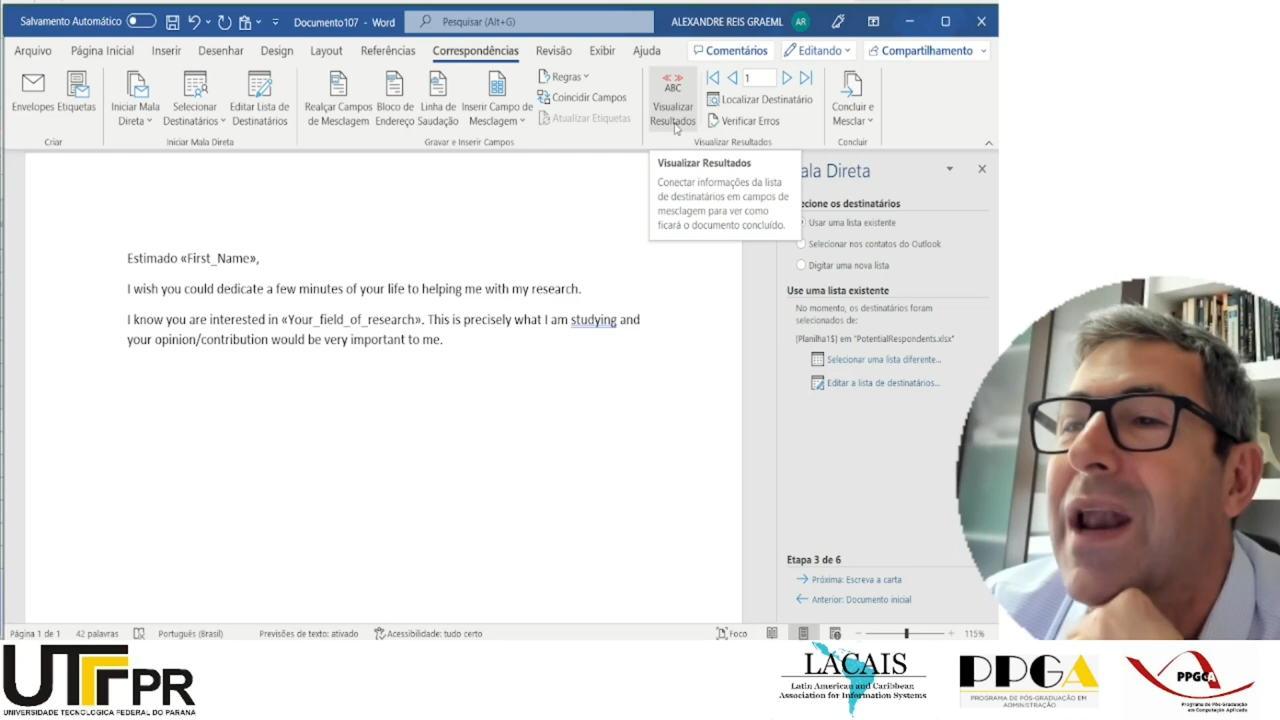 Salvamento Automático
Documento107 - Word
Pesquisar (Alt+G)
ALEXANDRE REIS GRAEML
AR
Arquivo Página Inicial Inserir Desenhar Design Layout Referências Correspondências Revisão Exibir Ajuda
Comentários
Editando
Compartilhamento
Envelopes Etiquetas
Iniciar Mala
Direta
Selecionar
Destinatários
Editar Lista de
Destinatários
Realçar Campos
de Mesclagem
Bloco de
Endereço
Linha de
Saudação
Inserir Campo de
Mesclagem
Regras
Coincidir Campos
Atualizar Etiquetas
ABC
Visualizar
Resultados
1
Localizar Destinatário
Verificar Erros
Concluir e
Mesclar
Criar
Iniciar Mala Direta
Gravar e Inserir Campos
Visualizar Resultados
Concluir
Visualizar Resultados
Conectar informações da lista
de destinatários em campos de
mesclagem para ver como
ficará o documento concluído.
ala Direta
ecione os destinatários
Usar uma lista existente
Selecionar nos contatos do Outlook
Digitar uma nova lista
Use uma lista existente
No momento, os destinatários foram
selecionados de:
[Planilha1$] em "PotentialRespondents.xlsx"
Selecionar uma lista diferente...
Editar a lista de destinatários...
Etapa 3 de 6
Próxima: Escreva a carta
Anterior: Documento inicial
Estimado «First_Name»,
I wish you could dedicate a few minutes of your life to helping me with my research.
I know you are interested in «Your_field_of_research». This is precisely what I am studying and
your opinion/contribution would be very important to me.
Página 1 de 1
42 palavras
Português (Brasil)
Previsões de texto: ativado
Acessibilidade: tudo certo
Foco
115%
UTFPR
UNIVERSIDADE TECNOLÓGICA FEDERAL DO PARANÁ
LACAIS
Latin American and Caribbean
Association for Information Systems
PPGA
PROGRAMA DE PÓS-GRADUAÇÃO EM
ADMINISTRAÇÃO
PPGCA
Programa de Pós-Graduação
em Computação Aplicada